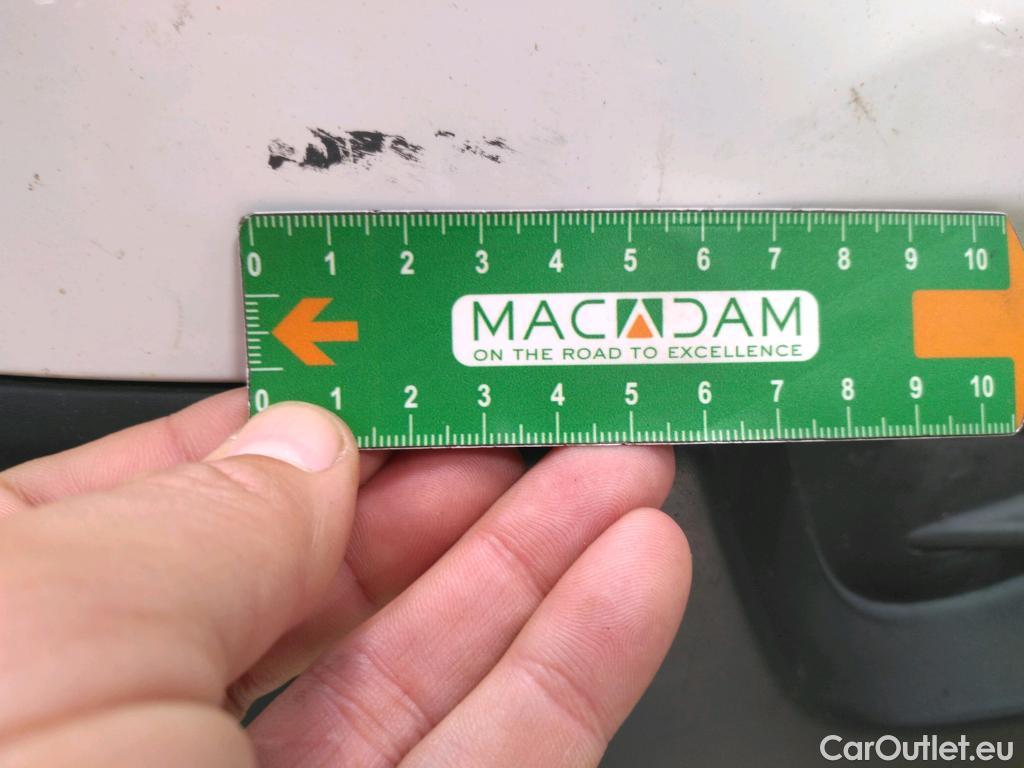 0 1 2 3 4 5 6 7 8 9 10
MACADAM
ON THE ROAD TO EXCELLENCE
0 1 2 3 4 5 6 7 8 9 10
CarOutlet.eu